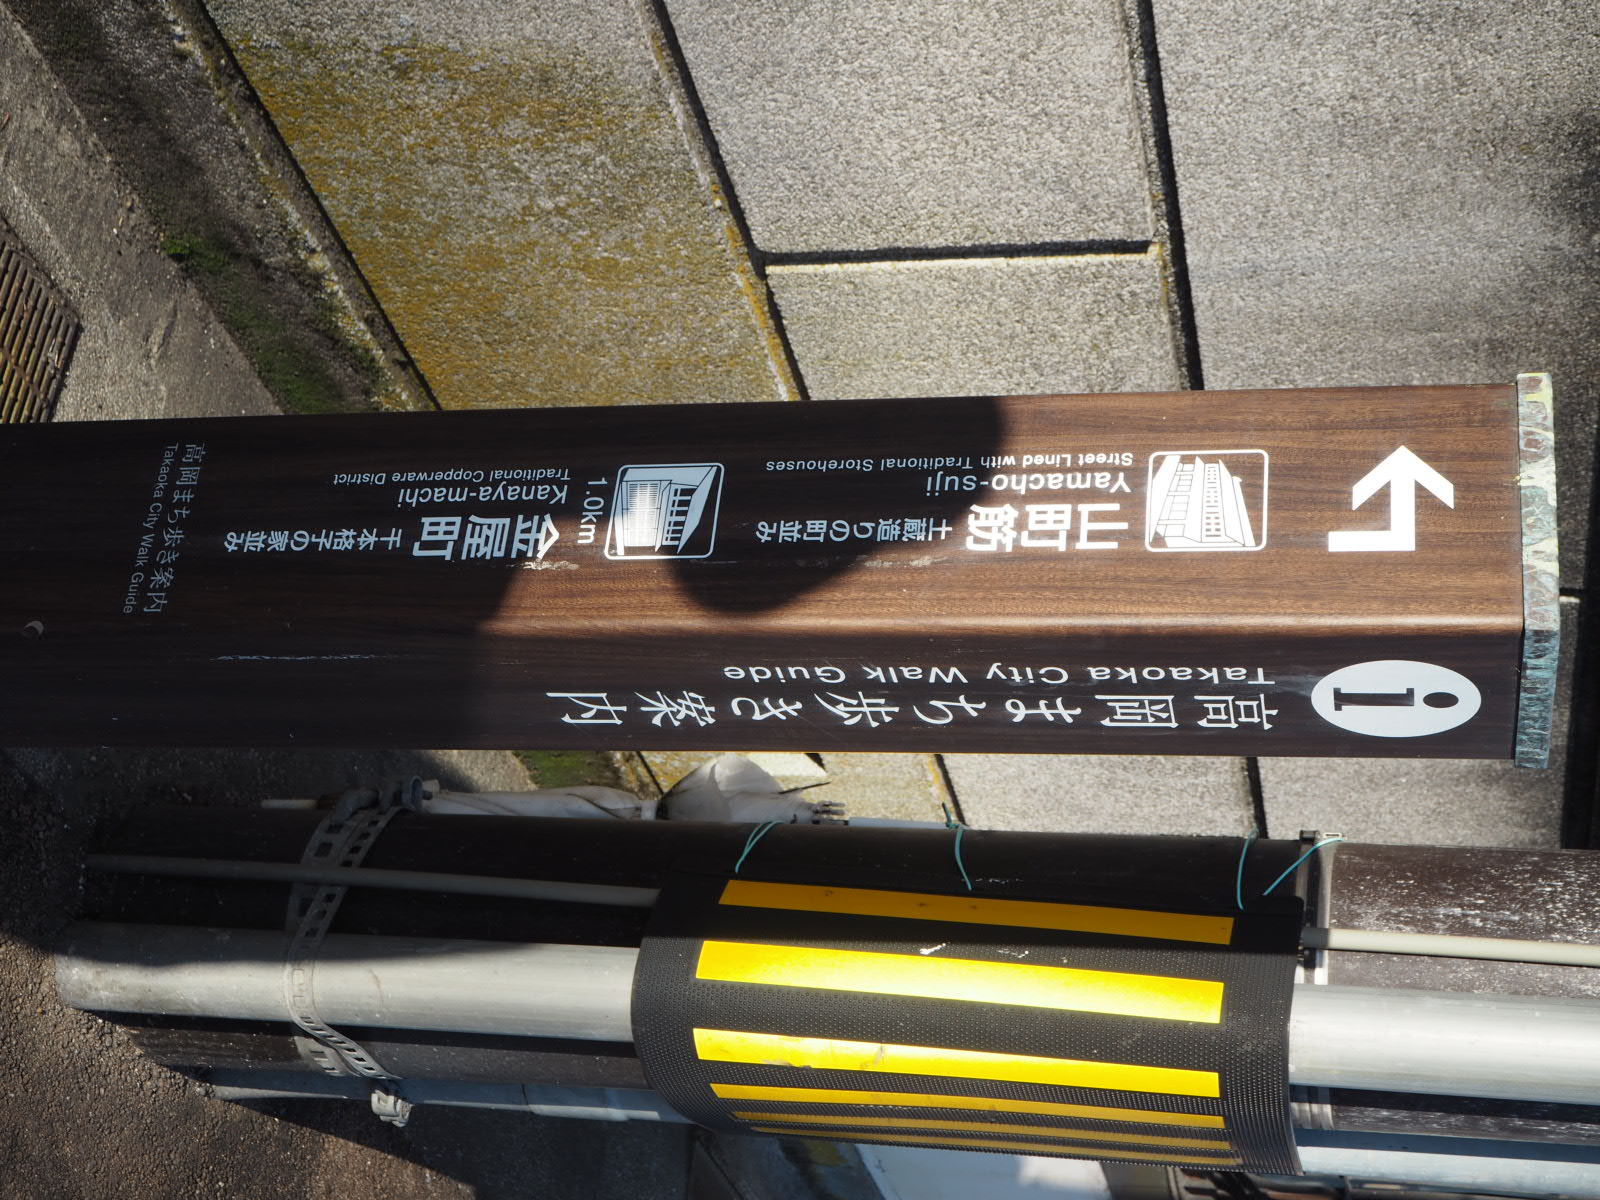 i
高岡まち歩き案内
Takaoka City Walk Guide
山町筋 土蔵造りの町並み
Yamacho-suji
Street Lined with Traditional Storehouses
1.0km
金屋町 千本格子の家並み
Kanaya-machi
Traditional Copperware District
高岡まち歩き案内
Takaoka City Walk Guide